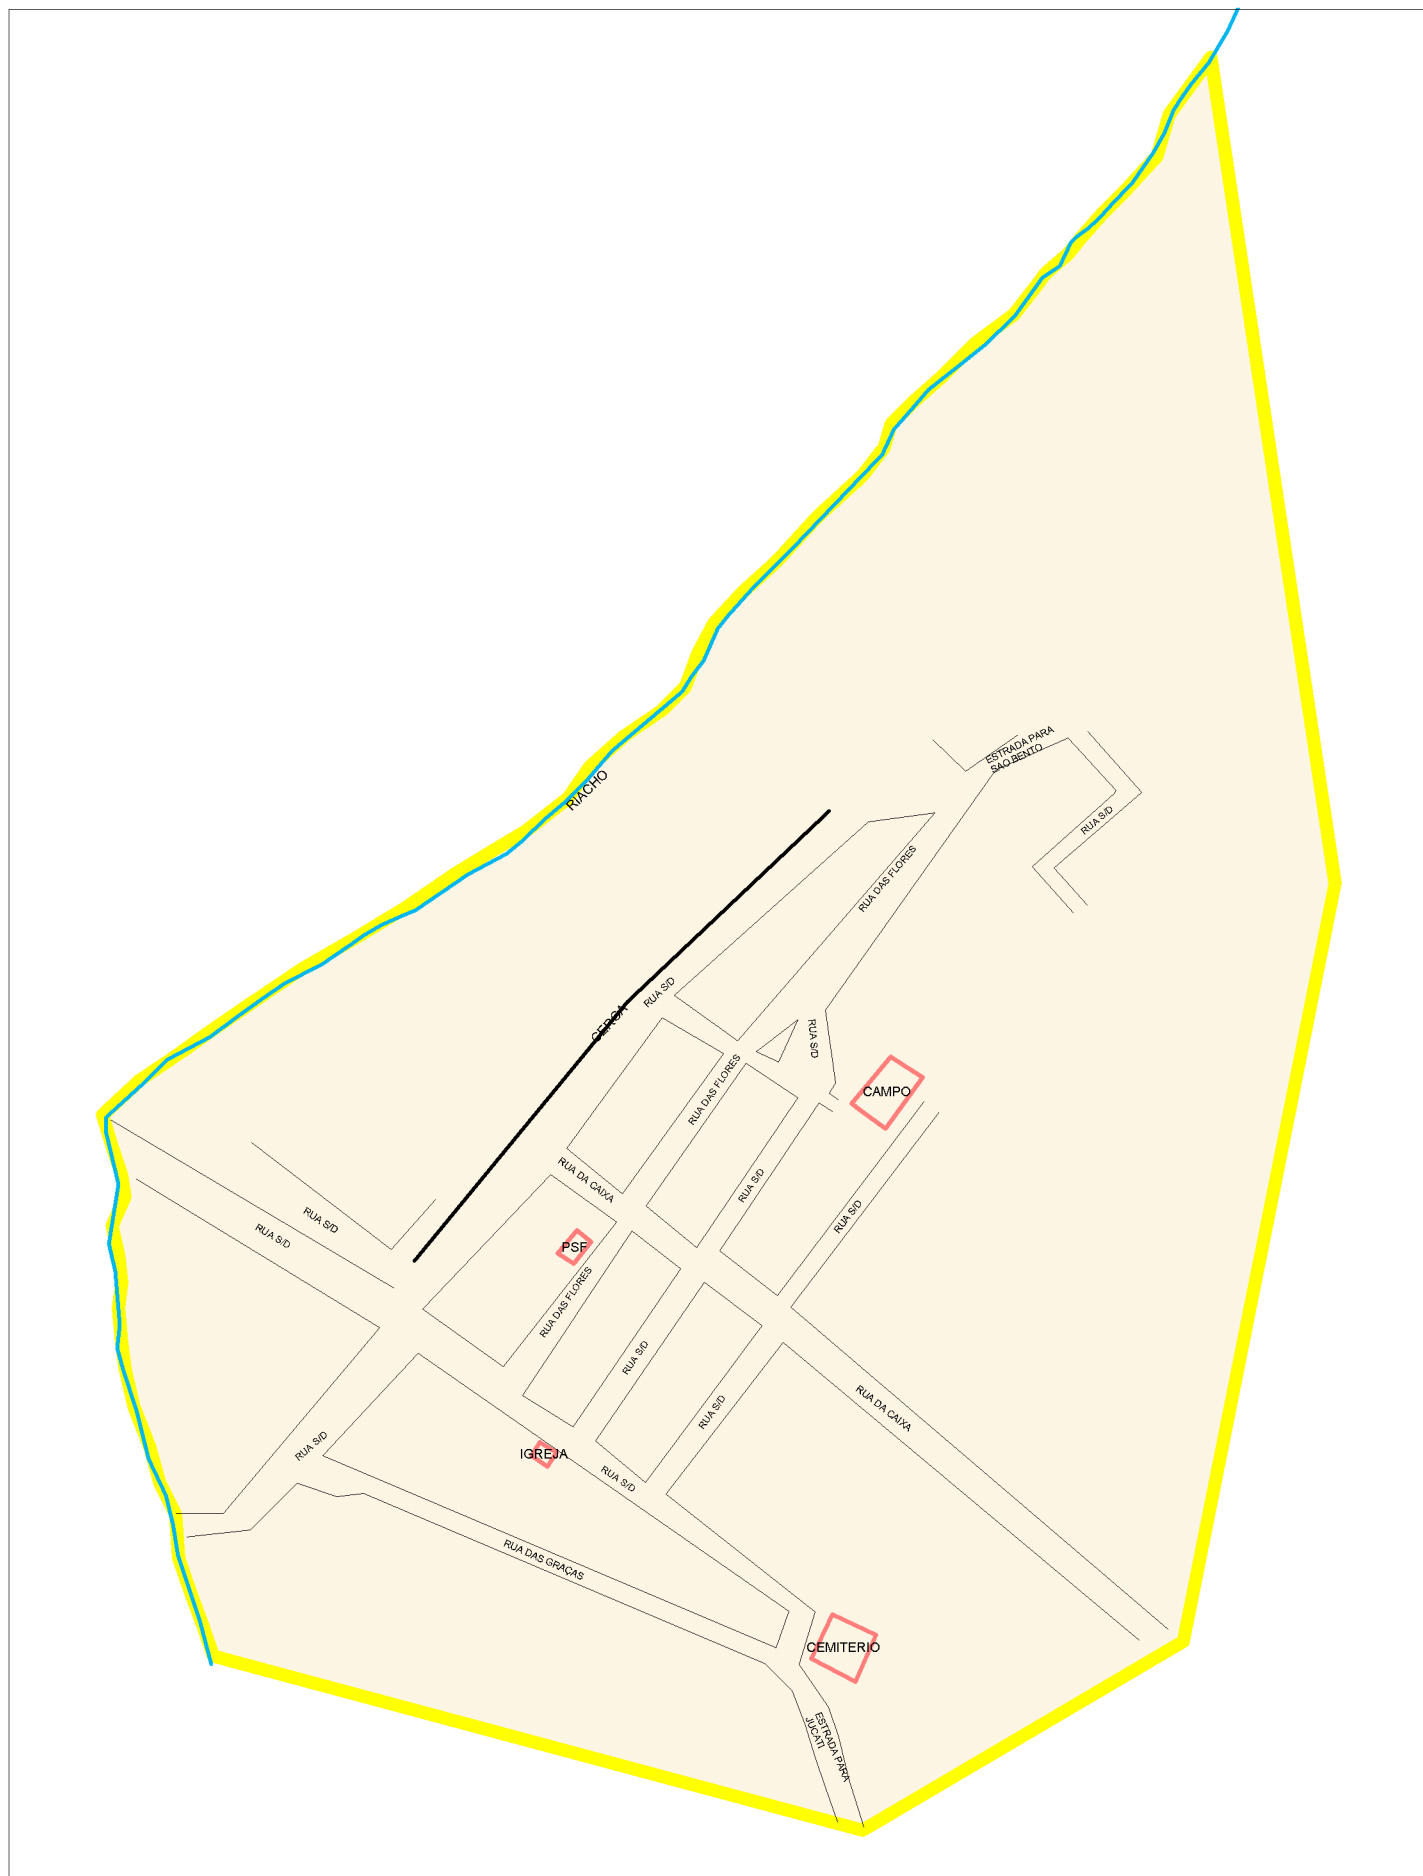 ESTRADA PARA
SAO BENTO
RIACHO
RUA S/D
RUA DAS FLORES
RUA S/D
CERCA
RUA S/D
RUA DAS FLORES
CAMPO
RUA DA CAIXA
RUA S/D
RUA S/D
RUA S/D
RUA S/D
PSF
RUA DAS FLORES
RUA S/D
RUA S/D
RUA DA CAIXA
RUA S/D
IGREJA
RUA S/D
RUA DAS GRAÇAS
CEMITERIO
ESTRADA PARA
JUCATI